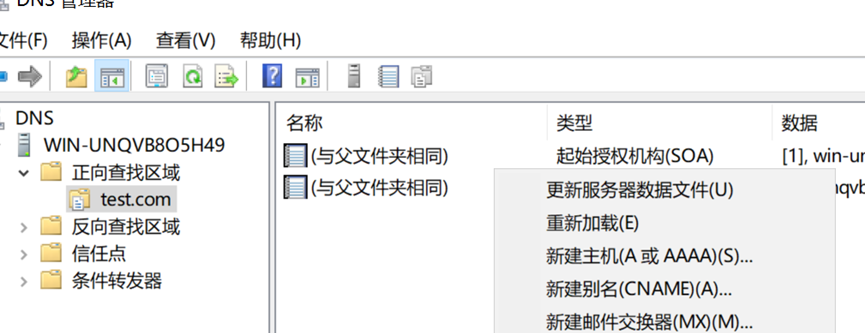 DNS 管理器
文件(F) 操作(A) 查看(V) 帮助(H)
DNS
WIN-UNQVB8O5H49
正向查找区域
test.com
反向查找区域
信任点
条件转发器
名称 类型 数据
(与父文件夹相同) 起始授权机构(SOA) [1], win-un
(与父文件夹相同) nqvb
更新服务器数据文件(U)
重新加载(E)
新建主机(A 或 AAAA)(S)...
新建别名(CNAME)(A)...
新建邮件交换器(MX)(M)...